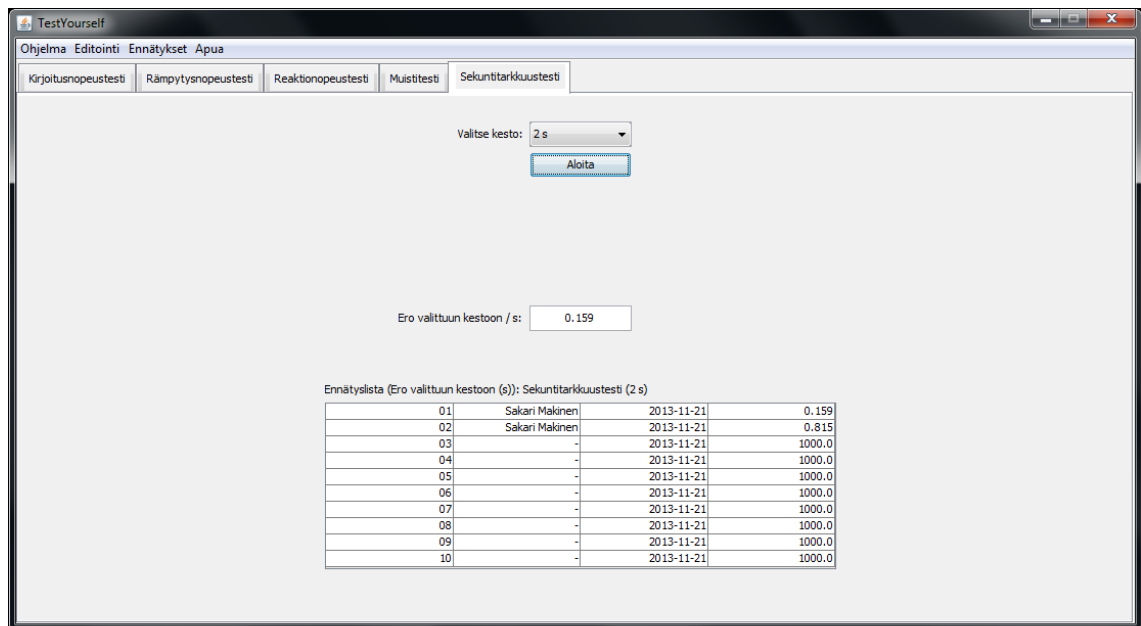 TestYourself
Ohjelma Editointi Ennätykset Apua
Kirjoitusnopeustesti Rämpytysnopeustesti Reaktionopeustesti Muistitesti Sekuntitarkkuustesti
Valitse kesto: 2 s
Aloita
Ero valittuun kestoon / s: 0.159
Ennätyslista (Ero valittuun kestoon (s)): Sekuntitarkkuustesti (2 s)
01 Sakari Makinen 2013-11-21 0.159
02 Sakari Makinen 2013-11-21 0.815
03 - 2013-11-21 1000.0
04 - 2013-11-21 1000.0
05 - 2013-11-21 1000.0
06 - 2013-11-21 1000.0
07 - 2013-11-21 1000.0
08 - 2013-11-21 1000.0
09 - 2013-11-21 1000.0
10 - 2013-11-21 1000.0